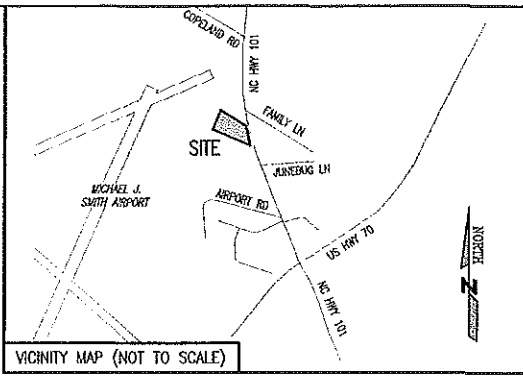 COPELAND RD
NC HWY 101
FAMILY LN
SITE
JUNEBUG LN
MICHAEL J.
SMITH AIRPORT
AIRPORT RD
US HWY 70
NORTH
Z
NC HWY 101
VICINITY MAP (NOT TO SCALE)